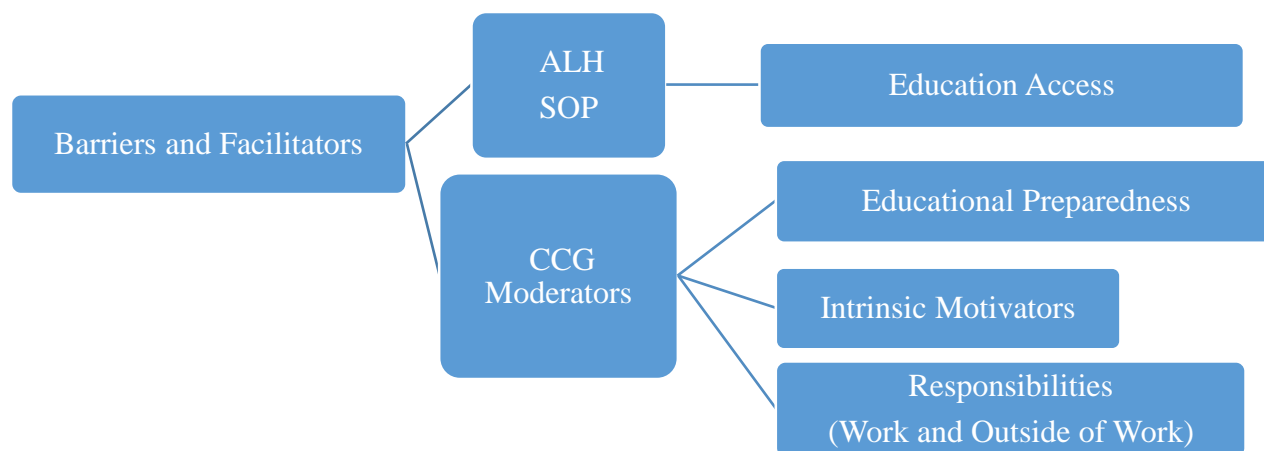 Barriers and Facilitators
ALH
SOP
Education Access
CCG
Moderators
Educational Preparedness
Intrinsic Motivators
Responsibilities
(Work and Outside of Work)